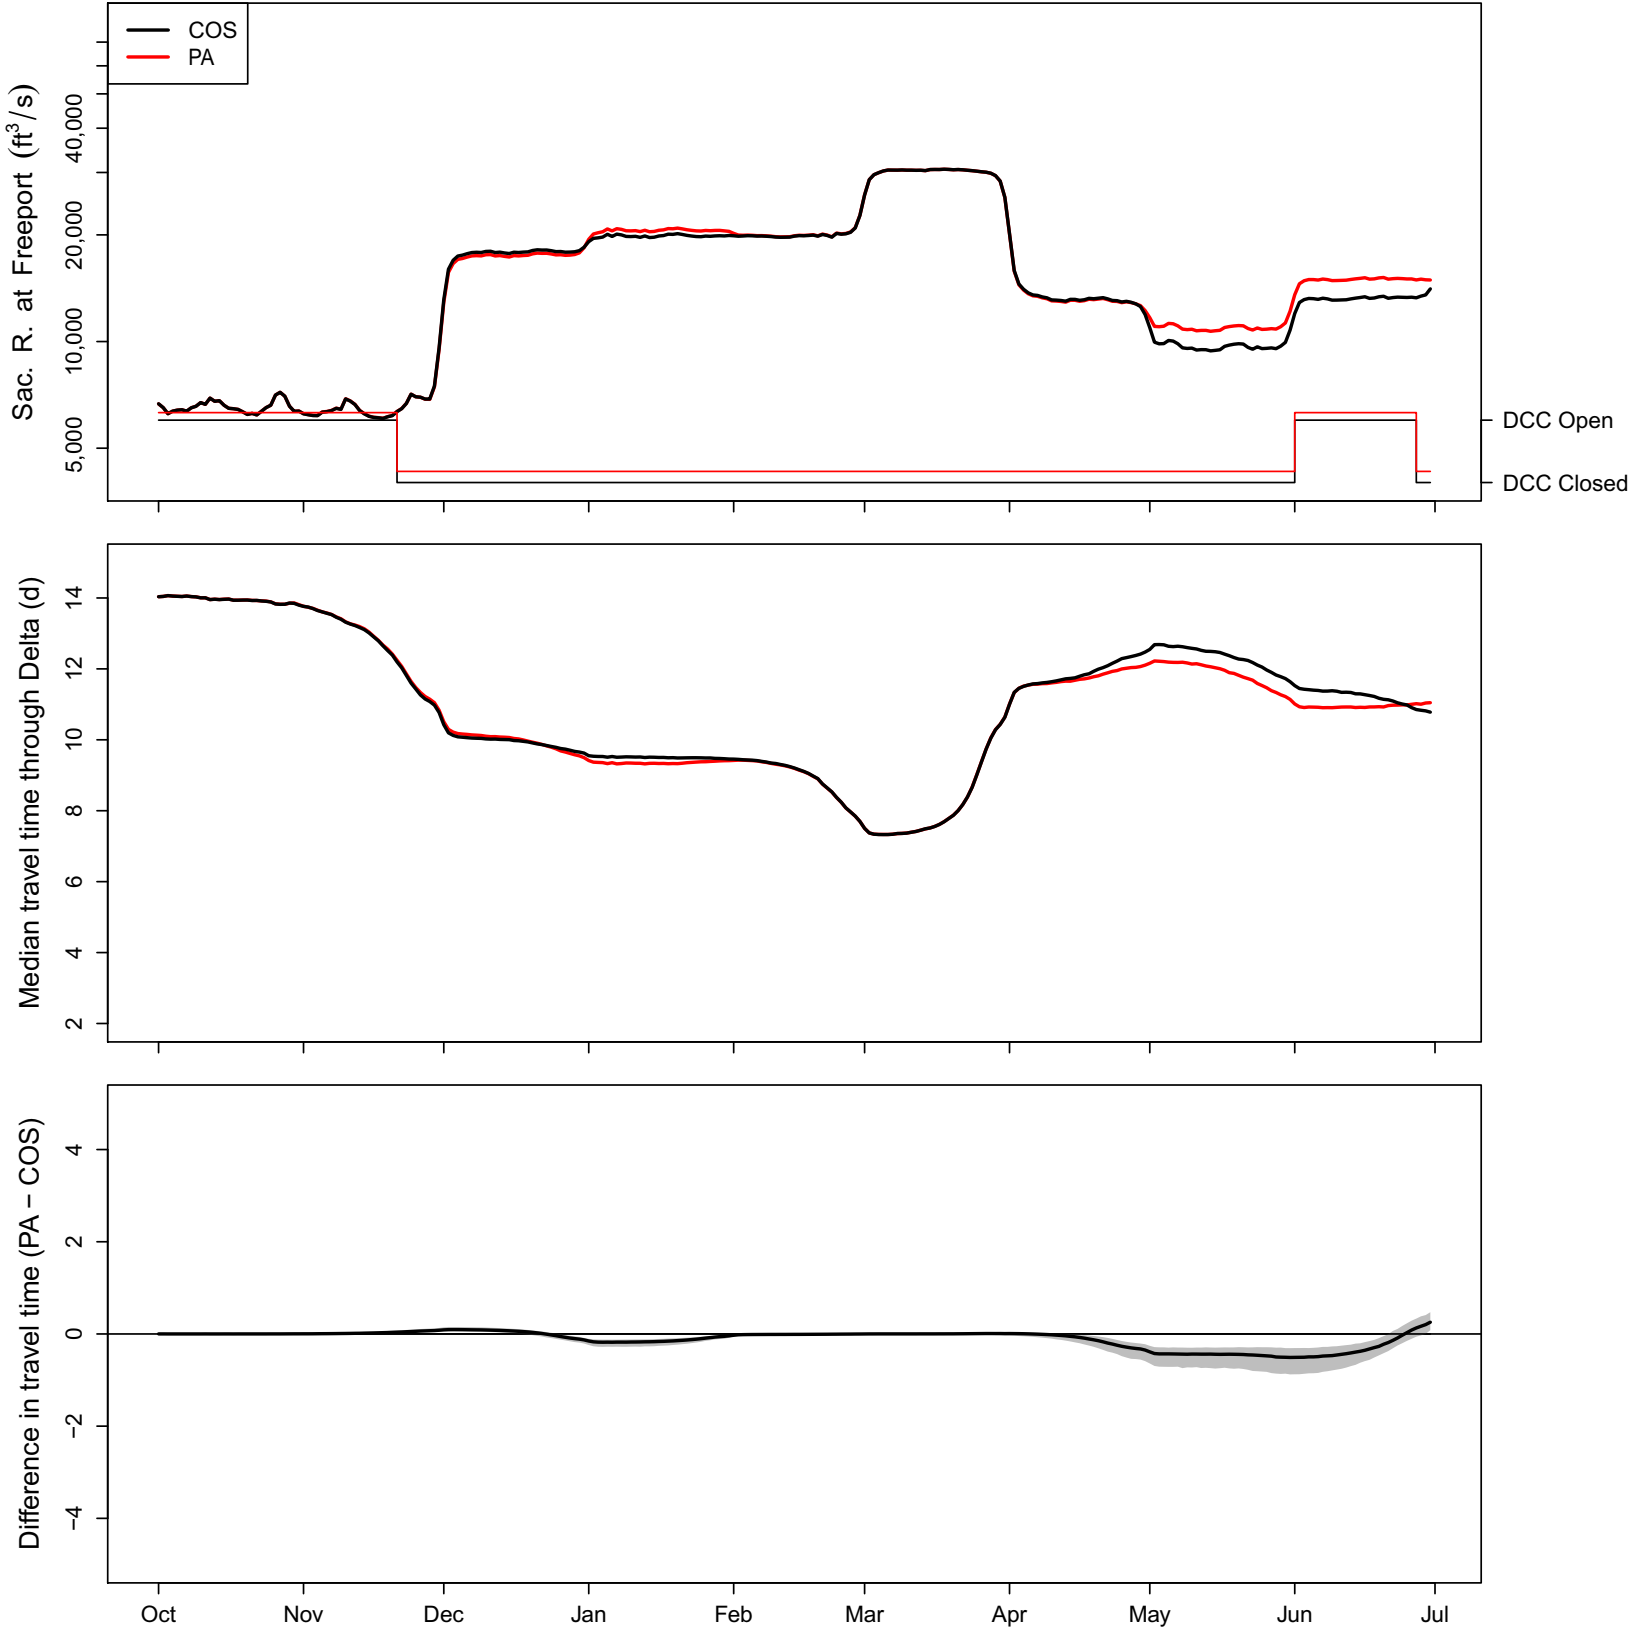 COS
PA
Sac. R. at Freeport (ft³/s)
40,000
20,000
10,000
5,000
DCC Open
DCC Closed
Median travel time through Delta (d)
14
12
10
8
6
4
2
Difference in travel time (PA − COS)
4
2
0
−2
−4
Oct Nov Dec Jan Feb Mar Apr May Jun Jul